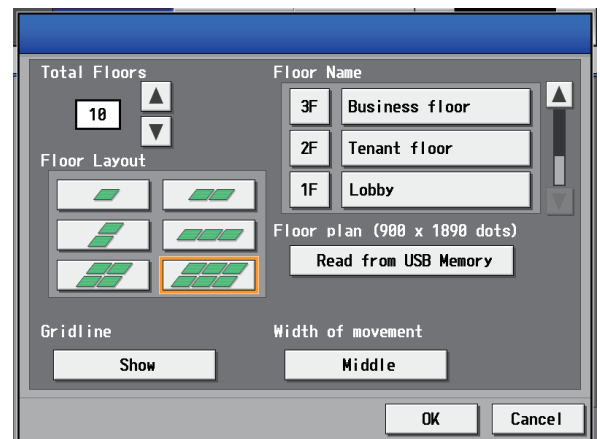 Total Floors
10
Floor Layout
Floor Name
3F Business floor
2F Tenant floor
1F Lobby
Floor plan (900 x 1890 dots)
Read from USB Memory
Gridline
Show
Width of movement
Middle
OK Cancel